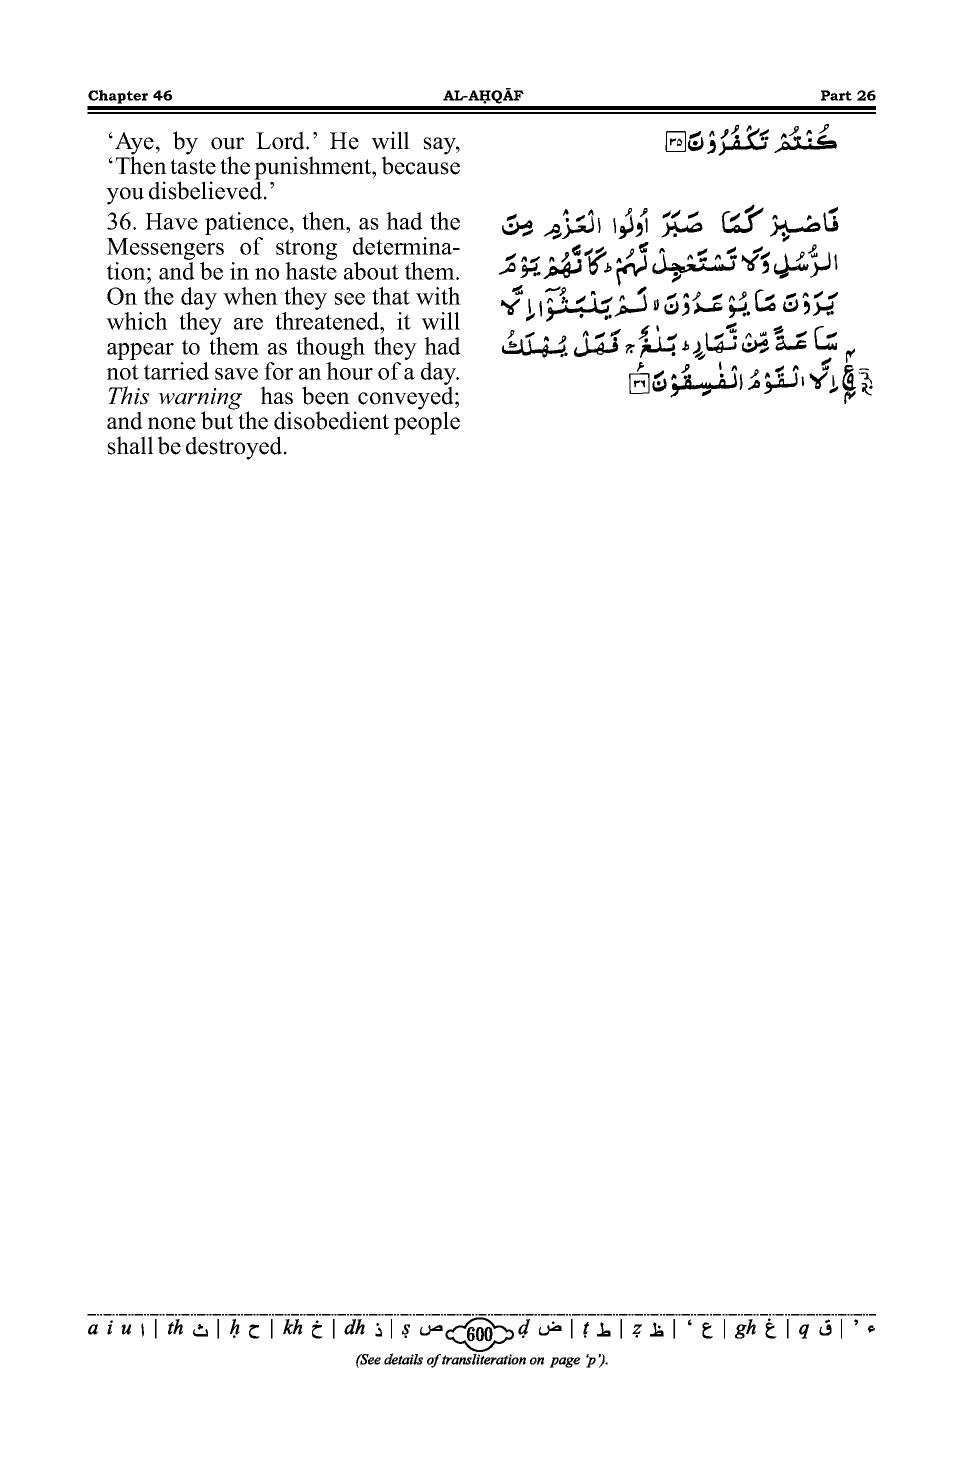 Chapter 46 AL-AḤQĀF Part 26
‘Aye, by our Lord.’ He will say,
‘Then taste the punishment, because
you disbelieved.’
36. Have patience, then, as had the
Messengers of strong determina-
tion; and be in no haste about them.
On the day when they see that with
which they are threatened, it will
appear to them as though they had
not tarried save for an hour of a day.
This warning has been conveyed;
and none but the disobedient people
shall be destroyed.
كُنْتُمْ تَكْفُرُوْنَ ۳۵
فَاصْبِرْ كَمَا صَبَرَ اُولُوا الْعَزْمِ مِنَ
الرُّسُلِ وَلَا تَسْتَعْجِلْ لَّهُمْ ؕ كَاَنَّهُمْ يَوْمَ
يَرَوْنَ مَا يُوْعَدُوْنَ ۙ لَمْ يَلْبَثُوْۤا اِلَّا
سَاعَةً مِّنْ نَّهَارٍ ؕ بَلٰغٌ ۚ فَهَلْ يُهْلَكُ
اِلَّا الْقَوْمُ الْفٰسِقُوْنَ ۳۶
a i u ا | th ث | ḥ ح | kh خ | dh ذ | ṣ ص 600 ḍ ض | ṭ ط | ẓ ظ | ‘ ع | gh غ | q ق | ’ ء
(See details of transliteration on page ‘p’).